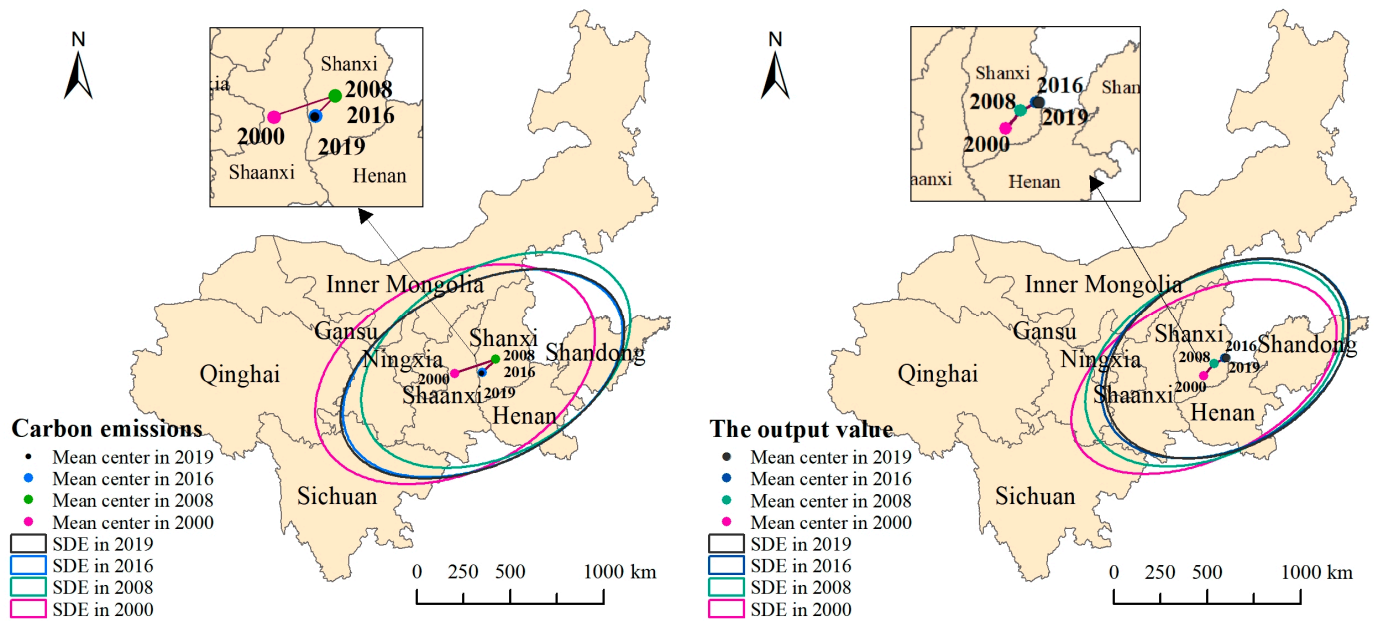 N
Shanxi
ia
2008
2016
2000
2019
Shaanxi
Henan
Inner Mongolia
Gansu
Shanxi
Ningxia
2008
Shandong
2016
Qinghai
2000
Shaanxi
2019
Henan
Carbon emissions
Mean center in 2019
Mean center in 2016
Mean center in 2008
Mean center in 2000
Sichuan
SDE in 2019
SDE in 2016
SDE in 2008
SDE in 2000
0 250 500 1000 km
N
Shanxi
2016
Shan
2008
2019
2000
aanxi
Henan
Inner Mongolia
Gansu
Shanxi
2016
Shandong
Ningxia
2008
2019
Qinghai
2000
Shaanxi
Henan
The output value
Mean center in 2019
Mean center in 2016
Mean center in 2008
Mean center in 2000
Sichuan
SDE in 2019
SDE in 2016
SDE in 2008
SDE in 2000
0 250 500 1000 km